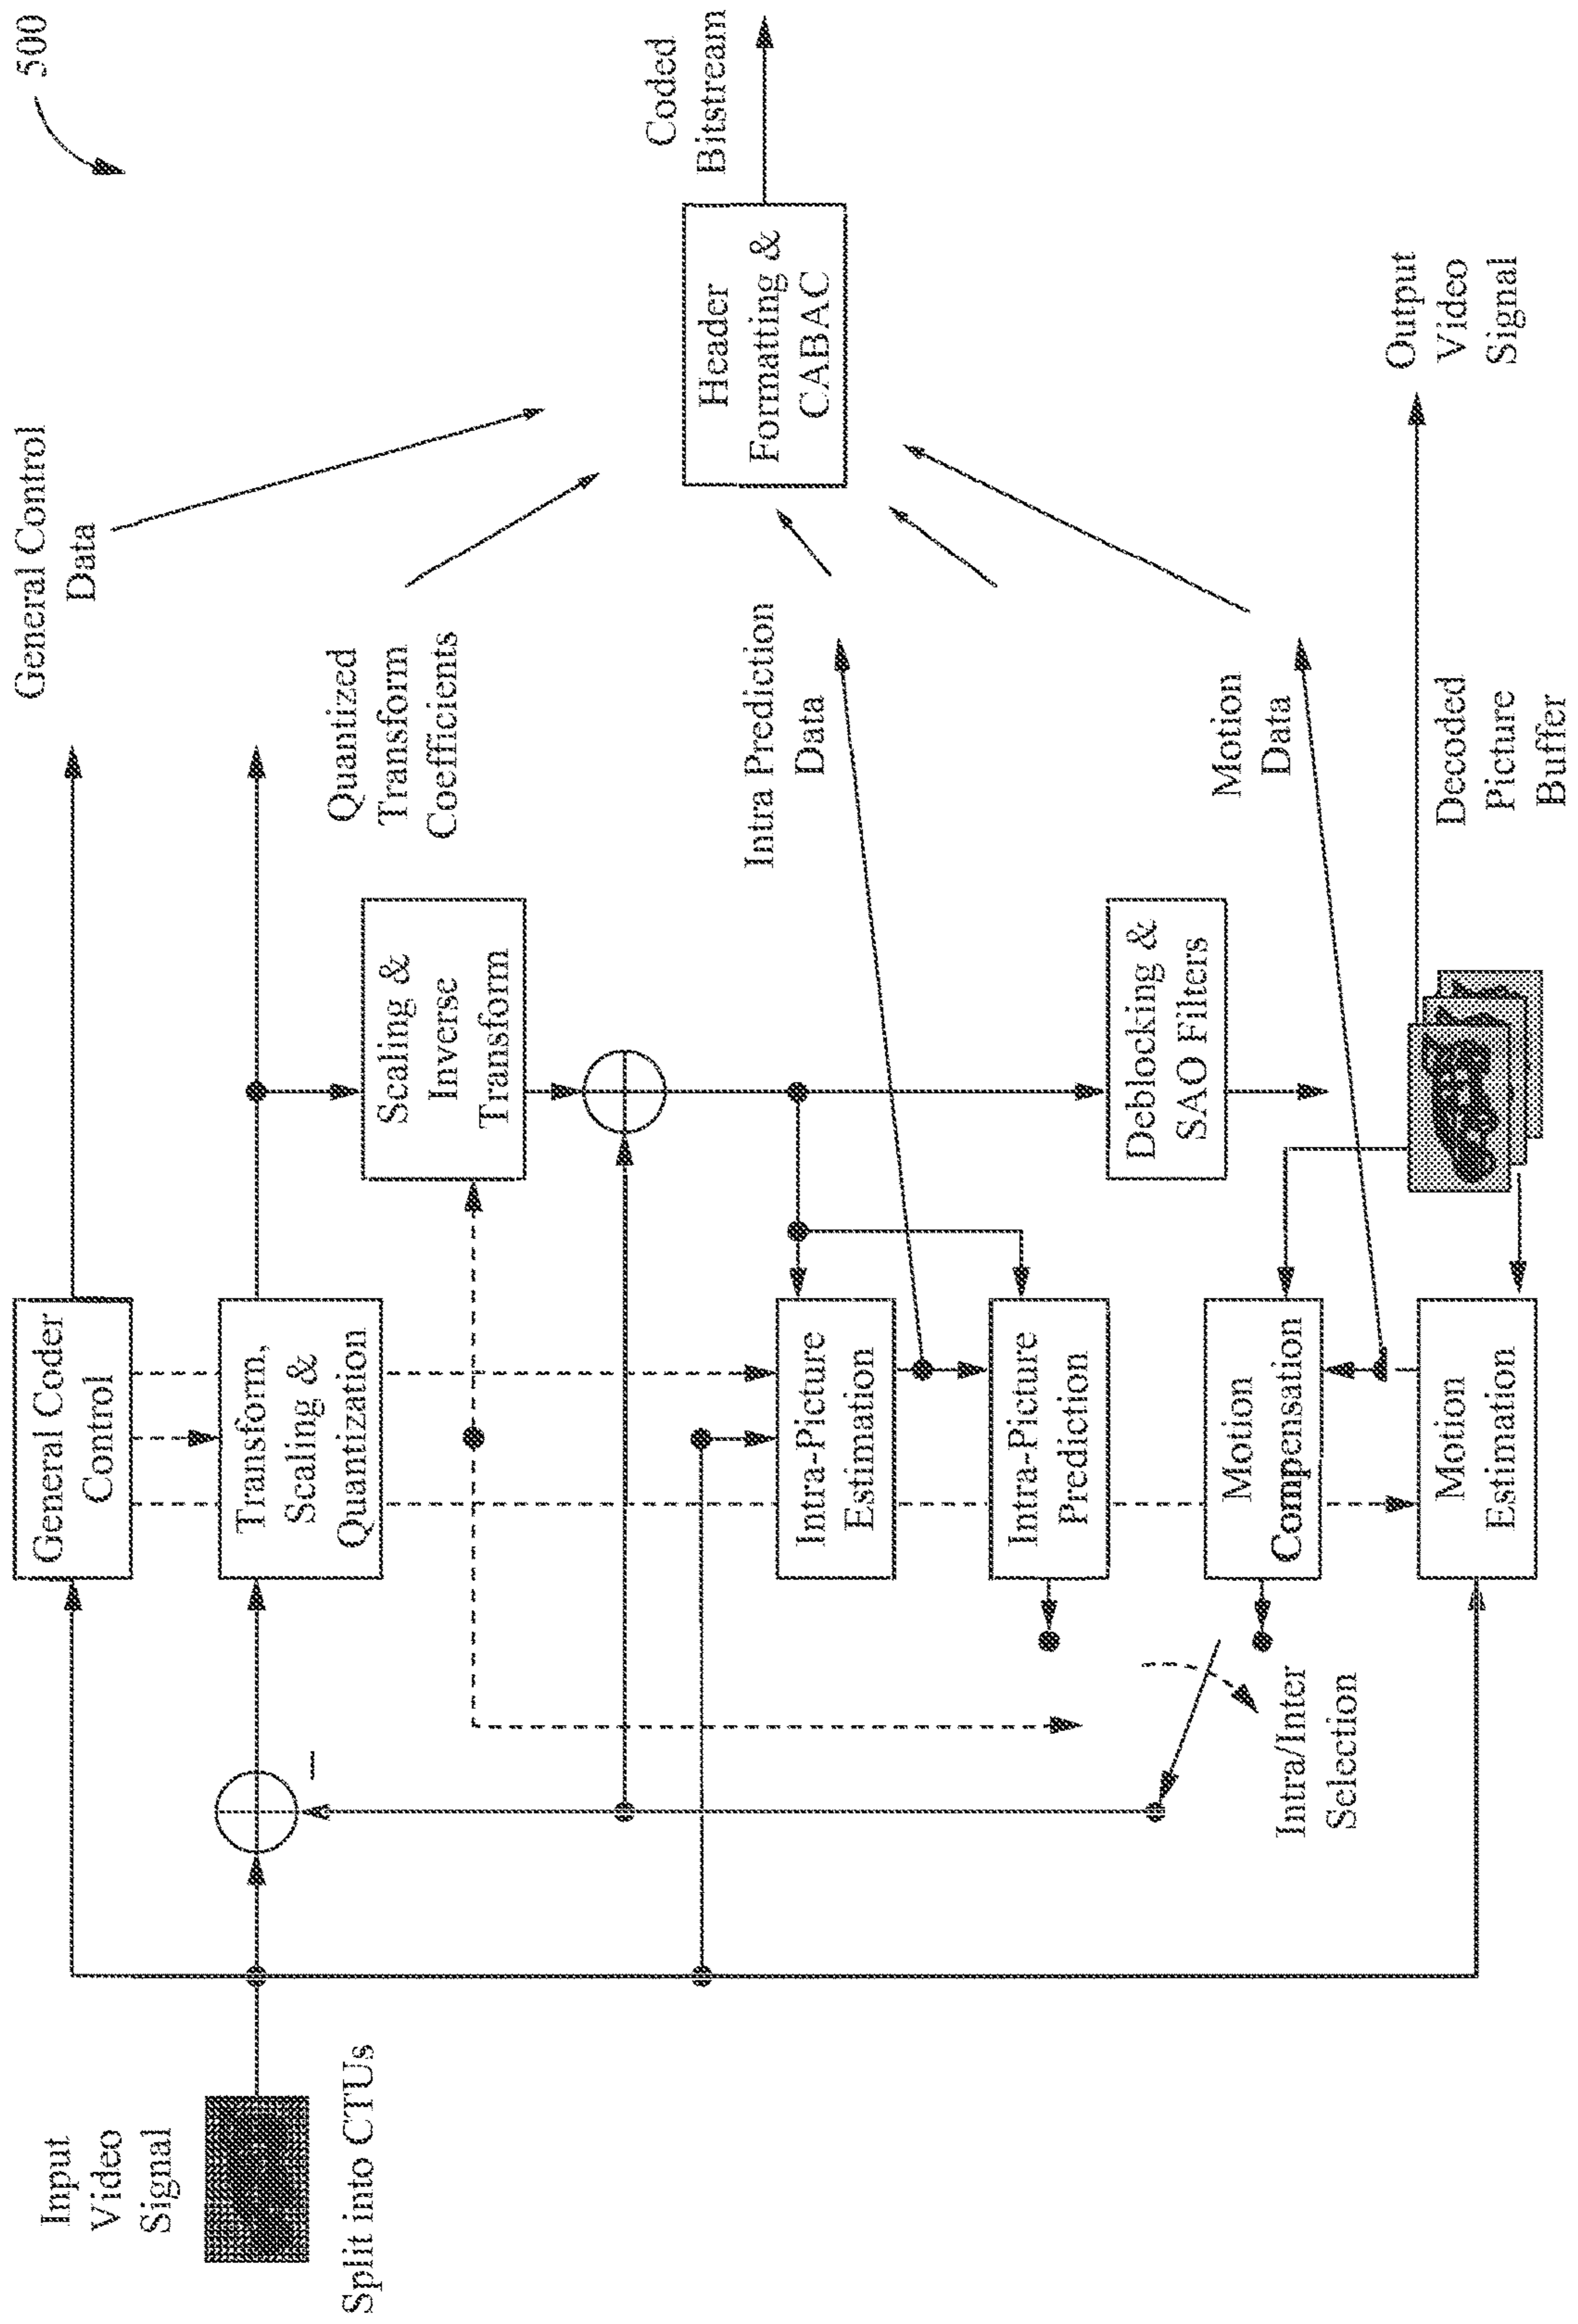 500
Input
Video
Signal
Split into CTUs
General Coder
Control
General Control
Data
Transform,
Scaling &
Quantization
Quantized
Transform
Coefficients
Scaling &
Inverse
Transform
Coded
Bitstream
Header
Formatting &
CABAC
Intra Prediction
Data
Intra-Picture
Estimation
Intra-Picture
Prediction
Deblocking &
SAO Filters
Motion
Data
Motion
Compensation
Intra/Inter
Selection
Motion
Estimation
Output
Video
Signal
Decoded
Picture
Buffer